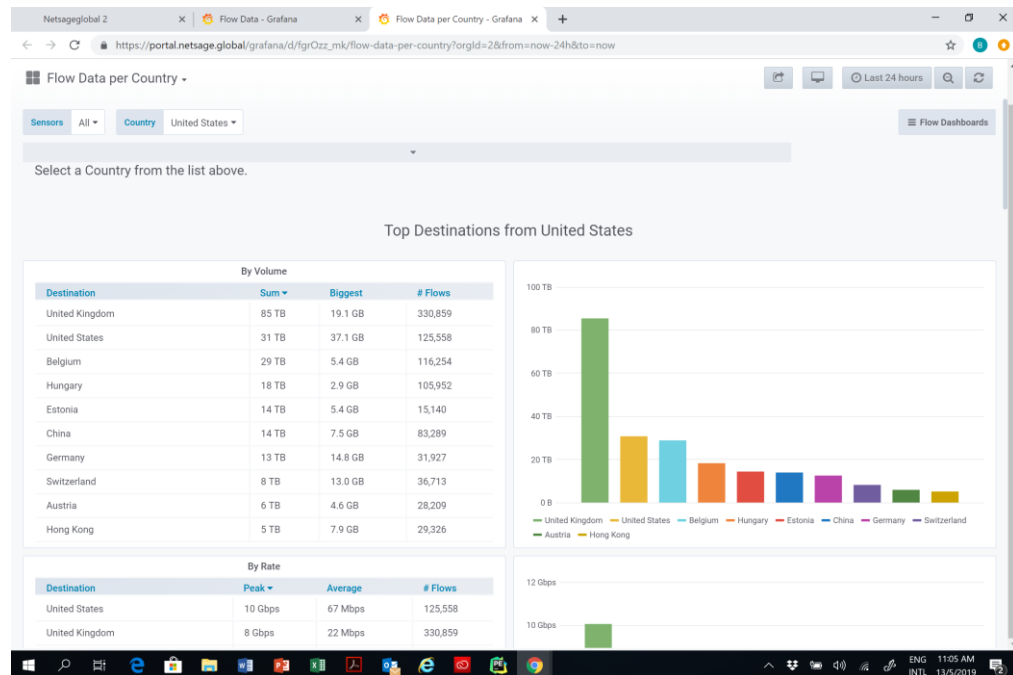 Netsageglobal 2 × Flow Data - Grafana × Flow Data per Country - Grafana × +
https://portal.netsage.global/grafana/d/fgrOzz_mk/flow-data-per-country?orgId=2&from=now-24h&to=now B
Flow Data per Country Last 24 hours
Sensors All Country United States Flow Dashboards
Select a Country from the list above.
Top Destinations from United States
By Volume
Destination Sum Biggest # Flows
United Kingdom 85 TB 19.1 GB 330,859
United States 31 TB 37.1 GB 125,558
Belgium 29 TB 5.4 GB 116,254
Hungary 18 TB 2.9 GB 105,952
Estonia 14 TB 5.4 GB 15,140
China 14 TB 7.5 GB 83,289
Germany 13 TB 14.8 GB 31,927
Switzerland 8 TB 13.0 GB 36,713
Austria 6 TB 4.6 GB 28,209
Hong Kong 5 TB 7.9 GB 29,326
100 TB
80 TB
60 TB
40 TB
20 TB
0 B
United Kingdom United States Belgium Hungary Estonia China Germany Switzerland
Austria Hong Kong
By Rate
Destination Peak Average # Flows
United States 10 Gbps 67 Mbps 125,558
United Kingdom 8 Gbps 22 Mbps 330,859
12 Gbps
10 Gbps
ENG 11:05 AM
INTL 13/5/2019